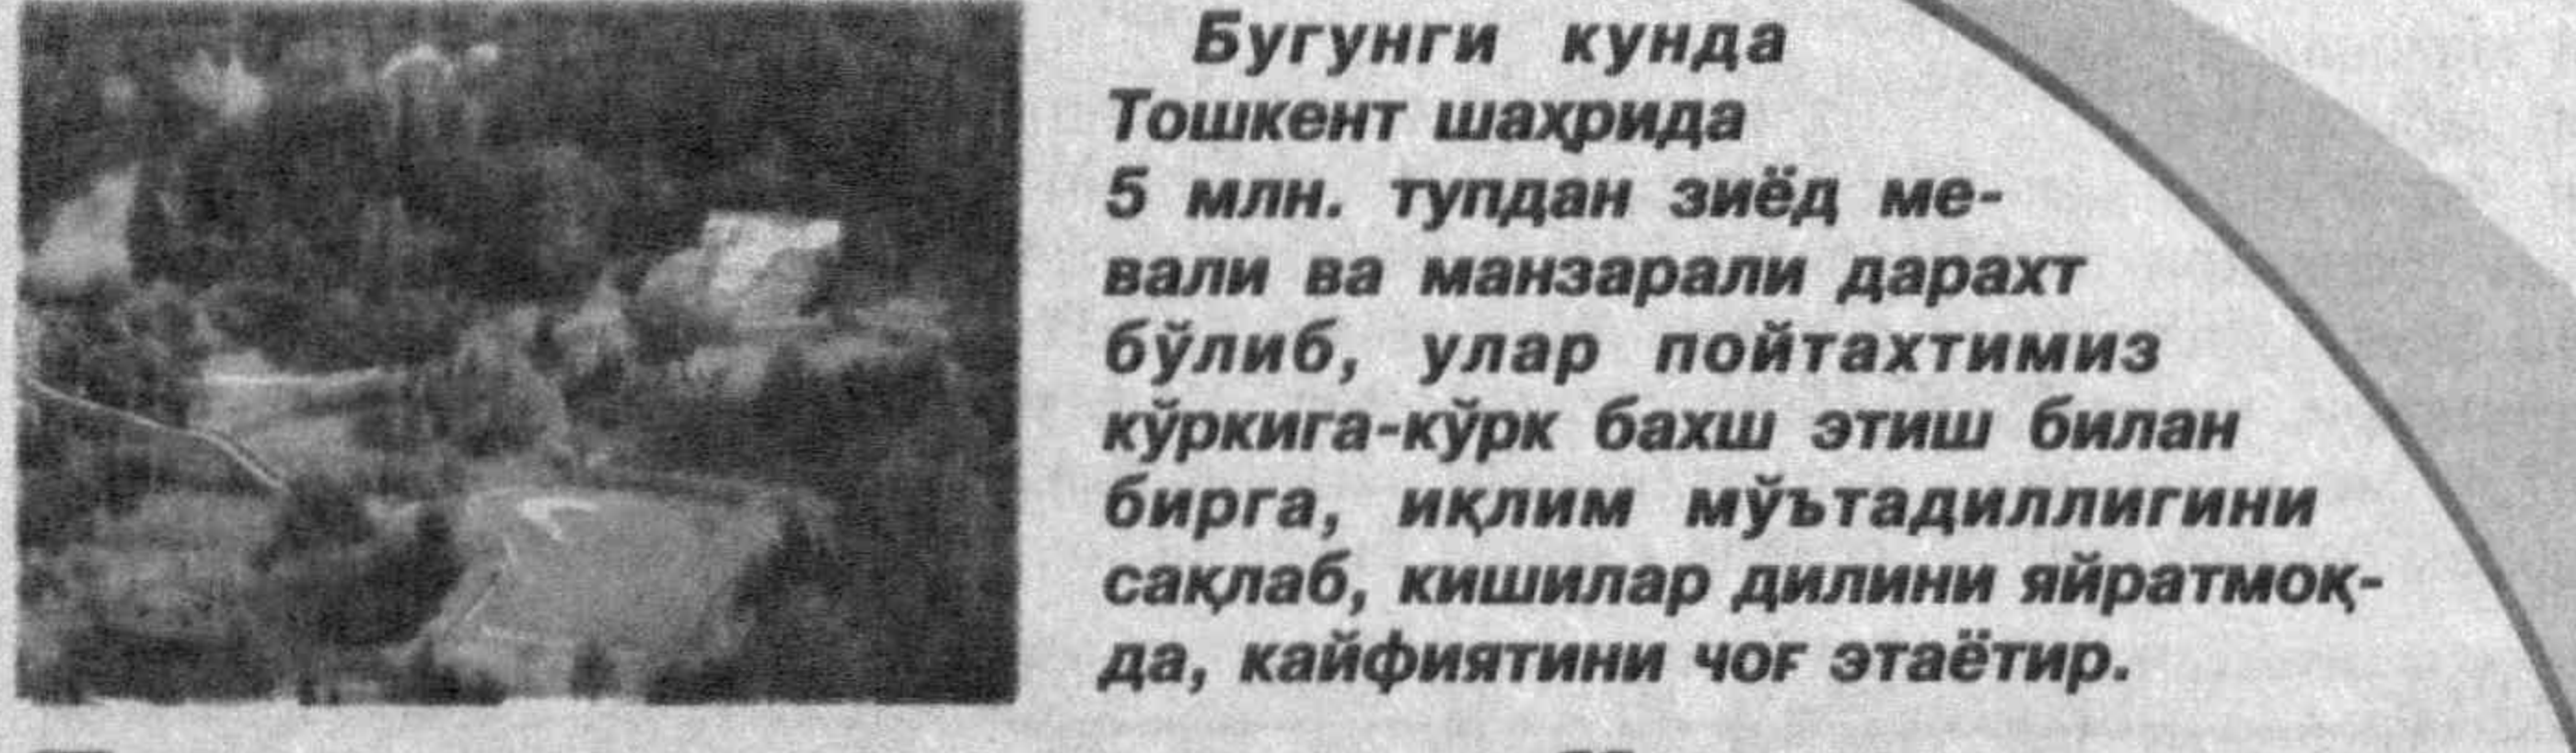 Бугунги кунда
Тошкент шаҳрида
5 млн. тупдан зиёд ме-
вали ва манзарали дарахт
бўлиб, улар пойтахтимиз
кўркига-кўрк бахш этиш билан
бирга, иқлим мўътадиллигини
сақлаб, кишилар дилини яйратмоқ-
да, кайфиятини чоғ этаётир.